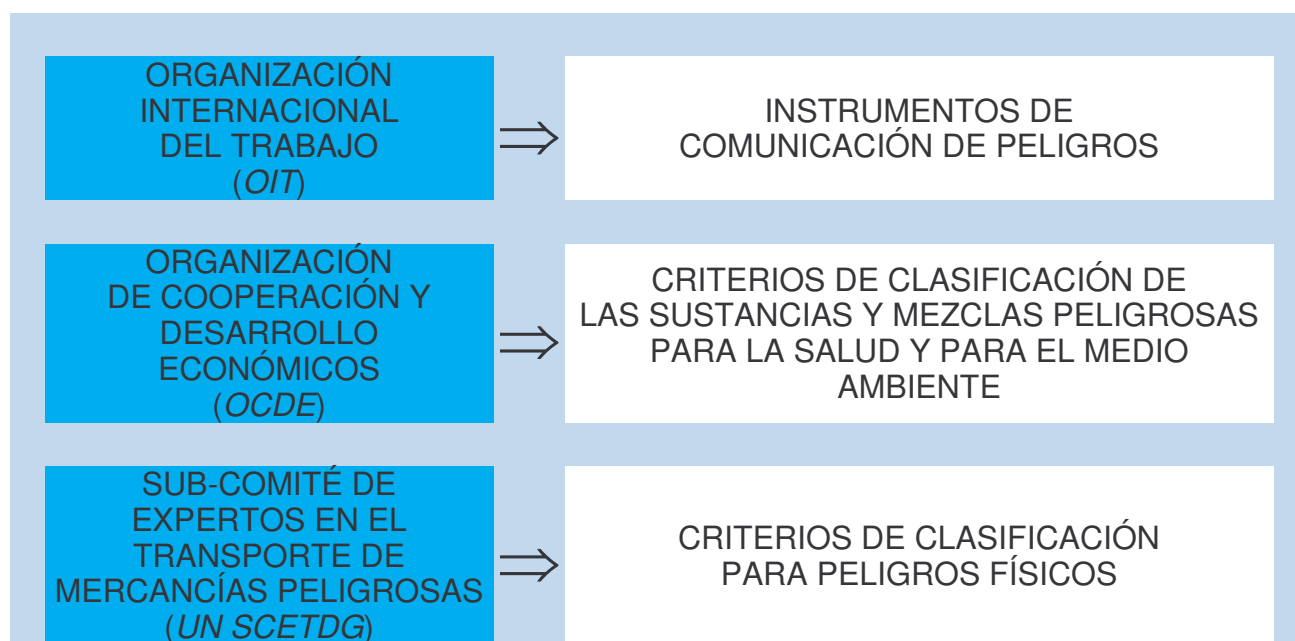 ORGANIZACIÓN
INTERNACIONAL
DEL TRABAJO
(OIT)
INSTRUMENTOS DE
COMUNICACIÓN DE PELIGROS
ORGANIZACIÓN
DE COOPERACIÓN Y
DESARROLLO
ECONÓMICOS
(OCDE)
CRITERIOS DE CLASIFICACIÓN DE
LAS SUSTANCIAS Y MEZCLAS PELIGROSAS
PARA LA SALUD Y PARA EL MEDIO
AMBIENTE
SUB-COMITÉ DE
EXPERTOS EN EL
TRANSPORTE DE
MERCANCÍAS PELIGROSAS
(UN SCETDG)
CRITERIOS DE CLASIFICACIÓN
PARA PELIGROS FÍSICOS